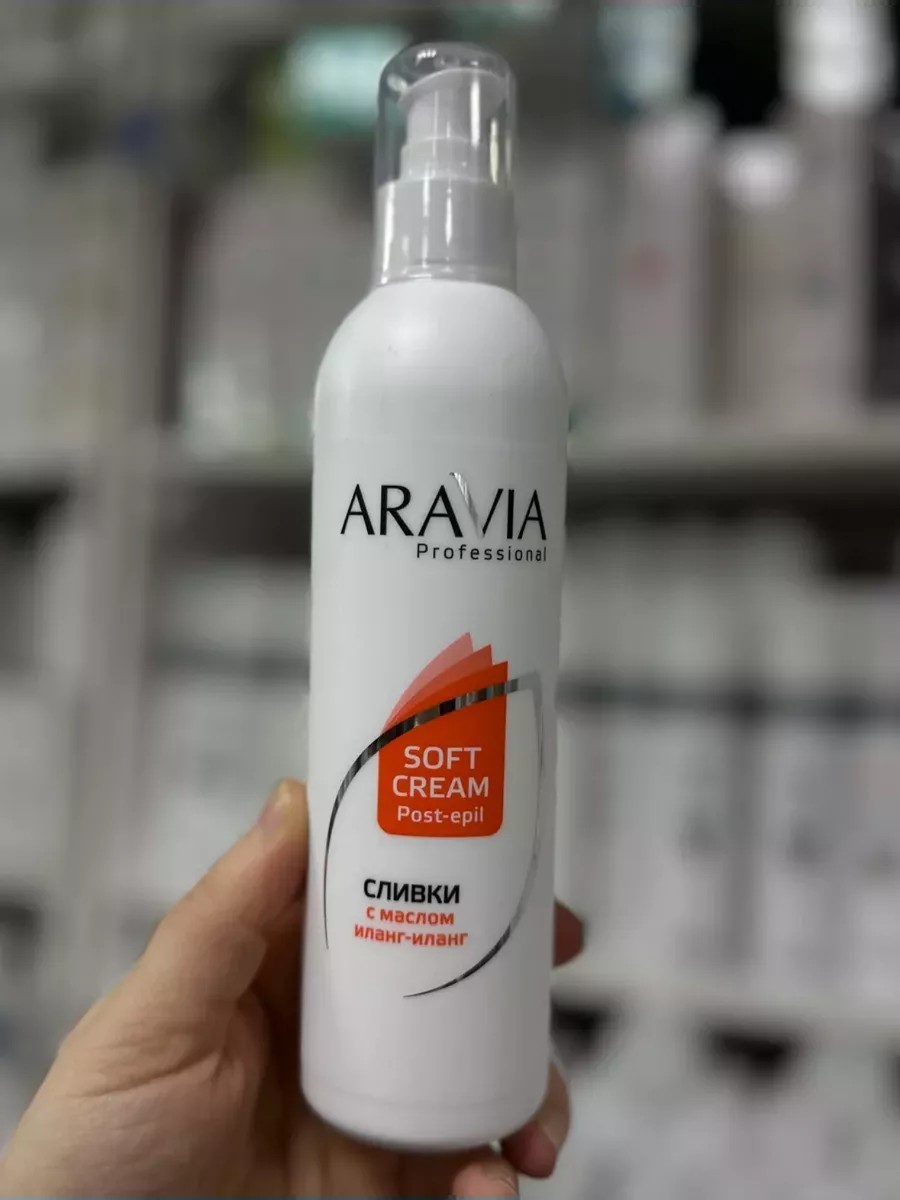 ARAVIA
Professional
SOFT
CREAM
Post-epil
СЛИВКИ
с маслом
иланг-иланг